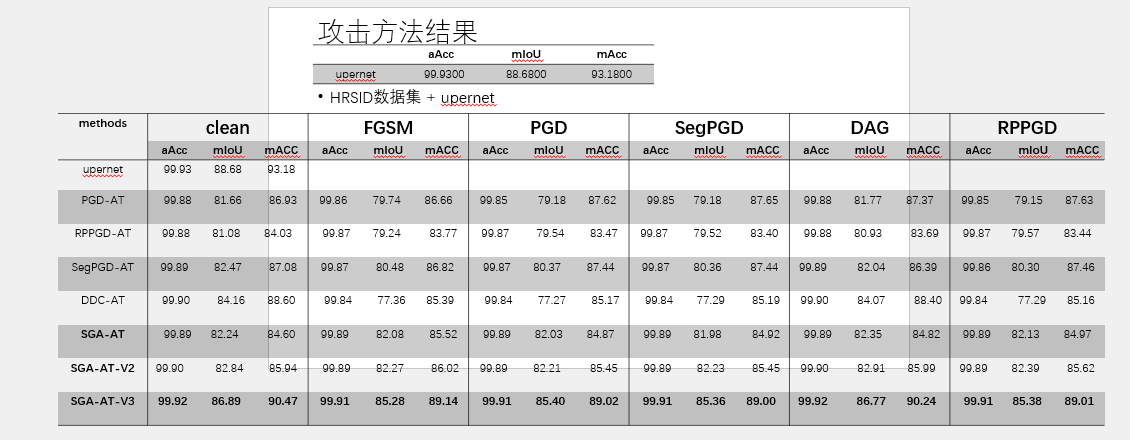 攻击方法结果
aAcc mIoU mAcc
upernet 99.9300 88.6800 93.1800
• HRSID数据集 + upernet
methods clean FGSM PGD SegPGD DAG RPPGD
aAcc mIoU mACC aAcc mIoU mACC aAcc mIoU mACC aAcc mIoU mACC aAcc mIoU mACC aAcc mIoU mACC
upernet 99.93 88.68 93.18
PGD-AT 99.88 81.66 86.93 99.86 79.74 86.66 99.85 79.18 87.62 99.85 79.18 87.65 99.88 81.77 87.37 99.85 79.15 87.63
RPPGD-AT 99.88 81.08 84.03 99.87 79.24 83.77 99.87 79.54 83.47 99.87 79.52 83.40 99.88 80.93 83.69 99.87 79.57 83.44
SegPGD-AT 99.89 82.47 87.08 99.87 80.48 86.82 99.87 80.37 87.44 99.87 80.36 87.44 99.89 82.04 86.39 99.86 80.30 87.46
DDC-AT 99.90 84.16 88.60 99.84 77.36 85.39 99.84 77.27 85.17 99.84 77.29 85.19 99.90 84.07 88.40 99.84 77.29 85.16
SGA-AT 99.89 82.24 84.60 99.89 82.08 85.52 99.89 82.03 84.87 99.89 81.98 84.92 99.89 82.35 84.82 99.89 82.13 84.97
SGA-AT-V2 99.90 82.84 85.94 99.89 82.27 86.02 99.89 82.21 85.45 99.89 82.23 85.45 99.90 82.91 85.99 99.89 82.39 85.62
SGA-AT-V3 99.92 86.89 90.47 99.91 85.28 89.14 99.91 85.40 89.02 99.91 85.36 89.00 99.92 86.77 90.24 99.91 85.38 89.01